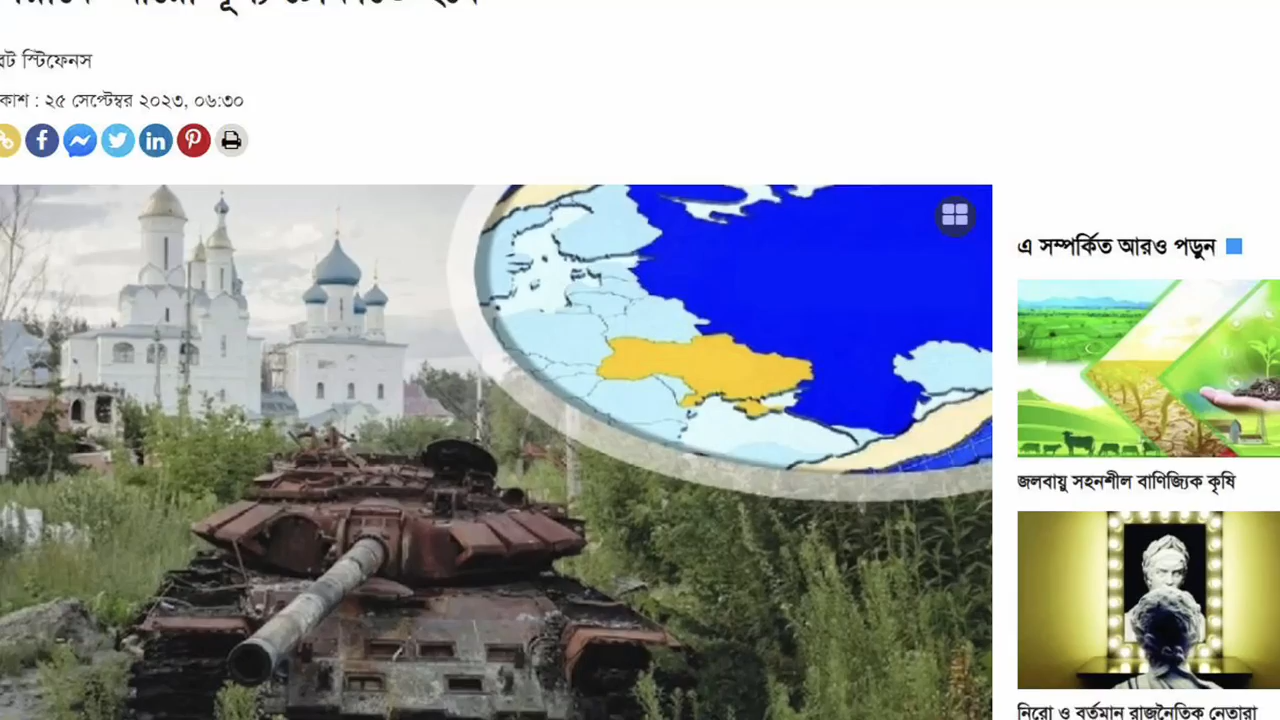 স্টিফেনস
: ২৫ সেপ্টেম্বর ২০২৩, ০৬:৩০
এ সম্পর্কিত আরও পড়ুন
জলবায়ু সহনশীল বাণিজ্যিক কৃষি
নিরো ও বর্তমান রাজনৈতিক নেতারা